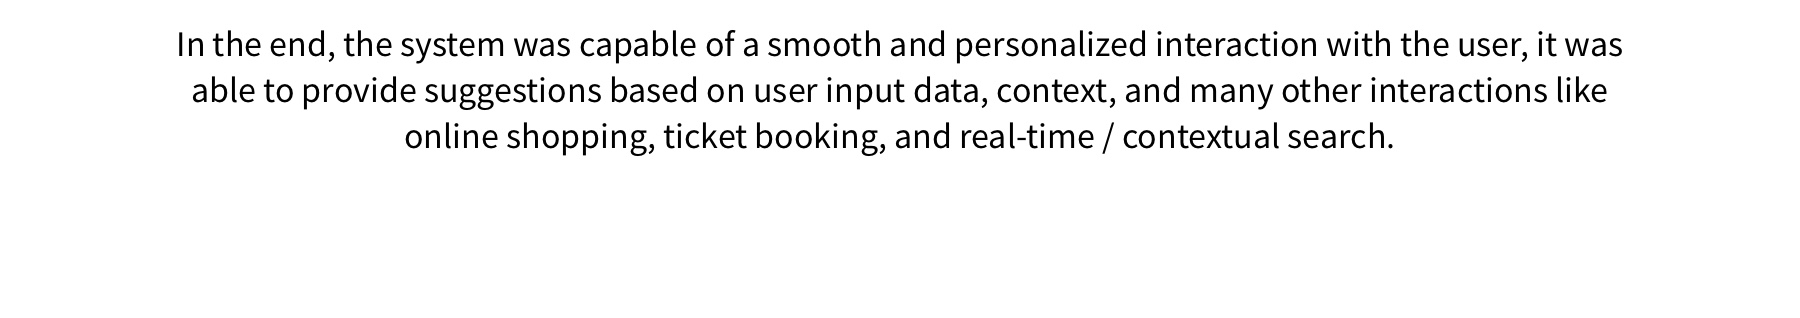 In the end, the system was capable of a smooth and personalized interaction with the user, it was
able to provide suggestions based on user input data, context, and many other interactions like
online shopping, ticket booking, and real-time / contextual search.